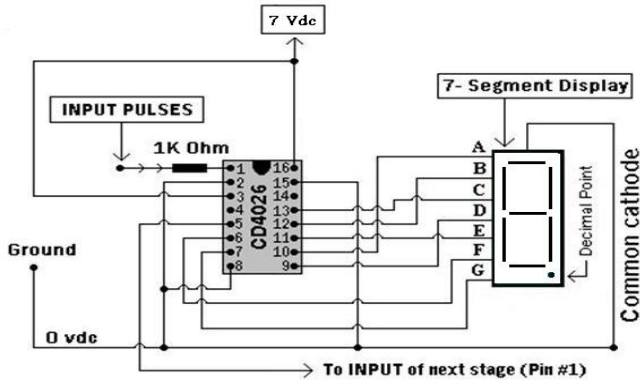 7 Vdc
7- Segment Display
INPUT PULSES
1K Ohm
A
B
C
D
E
F
G
1 16
2 15
3 14
4 13
5 12
6 11
7 10
8 9
CD4026
Decimal Point
Common cathode
Ground
0 vdc
To INPUT of next stage (Pin #1)